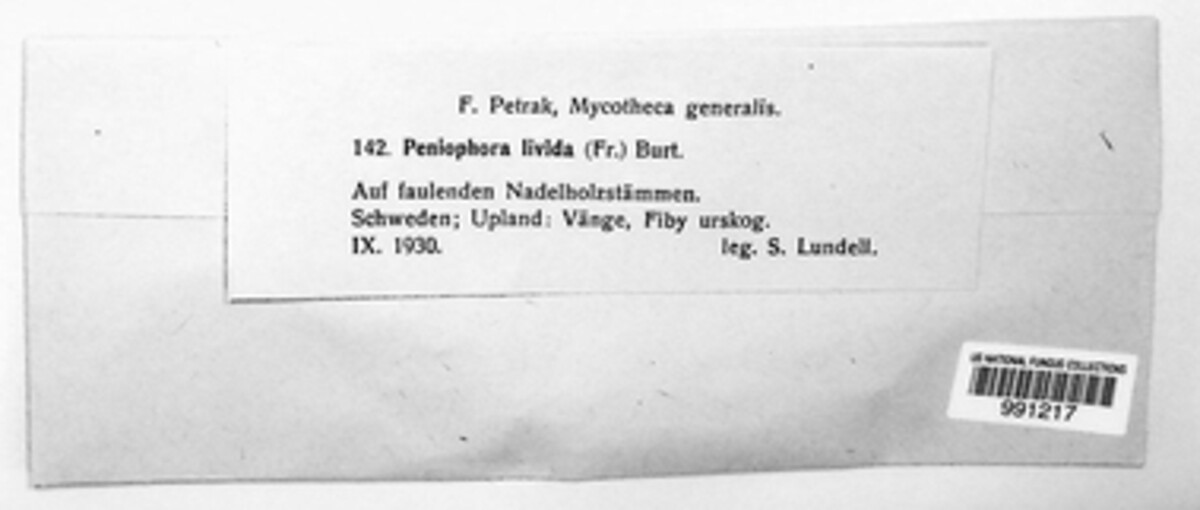 F. Petrak, Mycotheca generalis.
142. Peniophora livida (Fr.) Burt.
Auf faulenden Nadelholzstämmen.
Schweden; Upland: Vänge, Fiby urskog.
IX. 1930. leg. S. Lundell.
US NATIONAL FUNGUS COLLECTIONS
991217